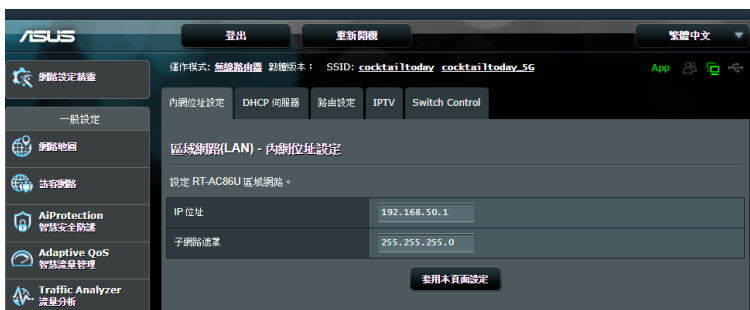 ASUS
登出
重新開機
繁體中文
運作模式: 無線路由器 韌體版本: SSID: cocktailtoday cocktailtoday_5G
App
網路設定精靈
一般設定
網路地圖
訪客網路
AiProtection
智慧安全防護
Adaptive QoS
智慧流量管理
Traffic Analyzer
流量分析
內網位址設定
DHCP 伺服器
路由設定
IPTV
Switch Control
區域網路(LAN) - 內網位址設定
設定 RT-AC86U 區域網路。
IP 位址
192.168.50.1
子網路遮罩
255.255.255.0
套用本頁面設定